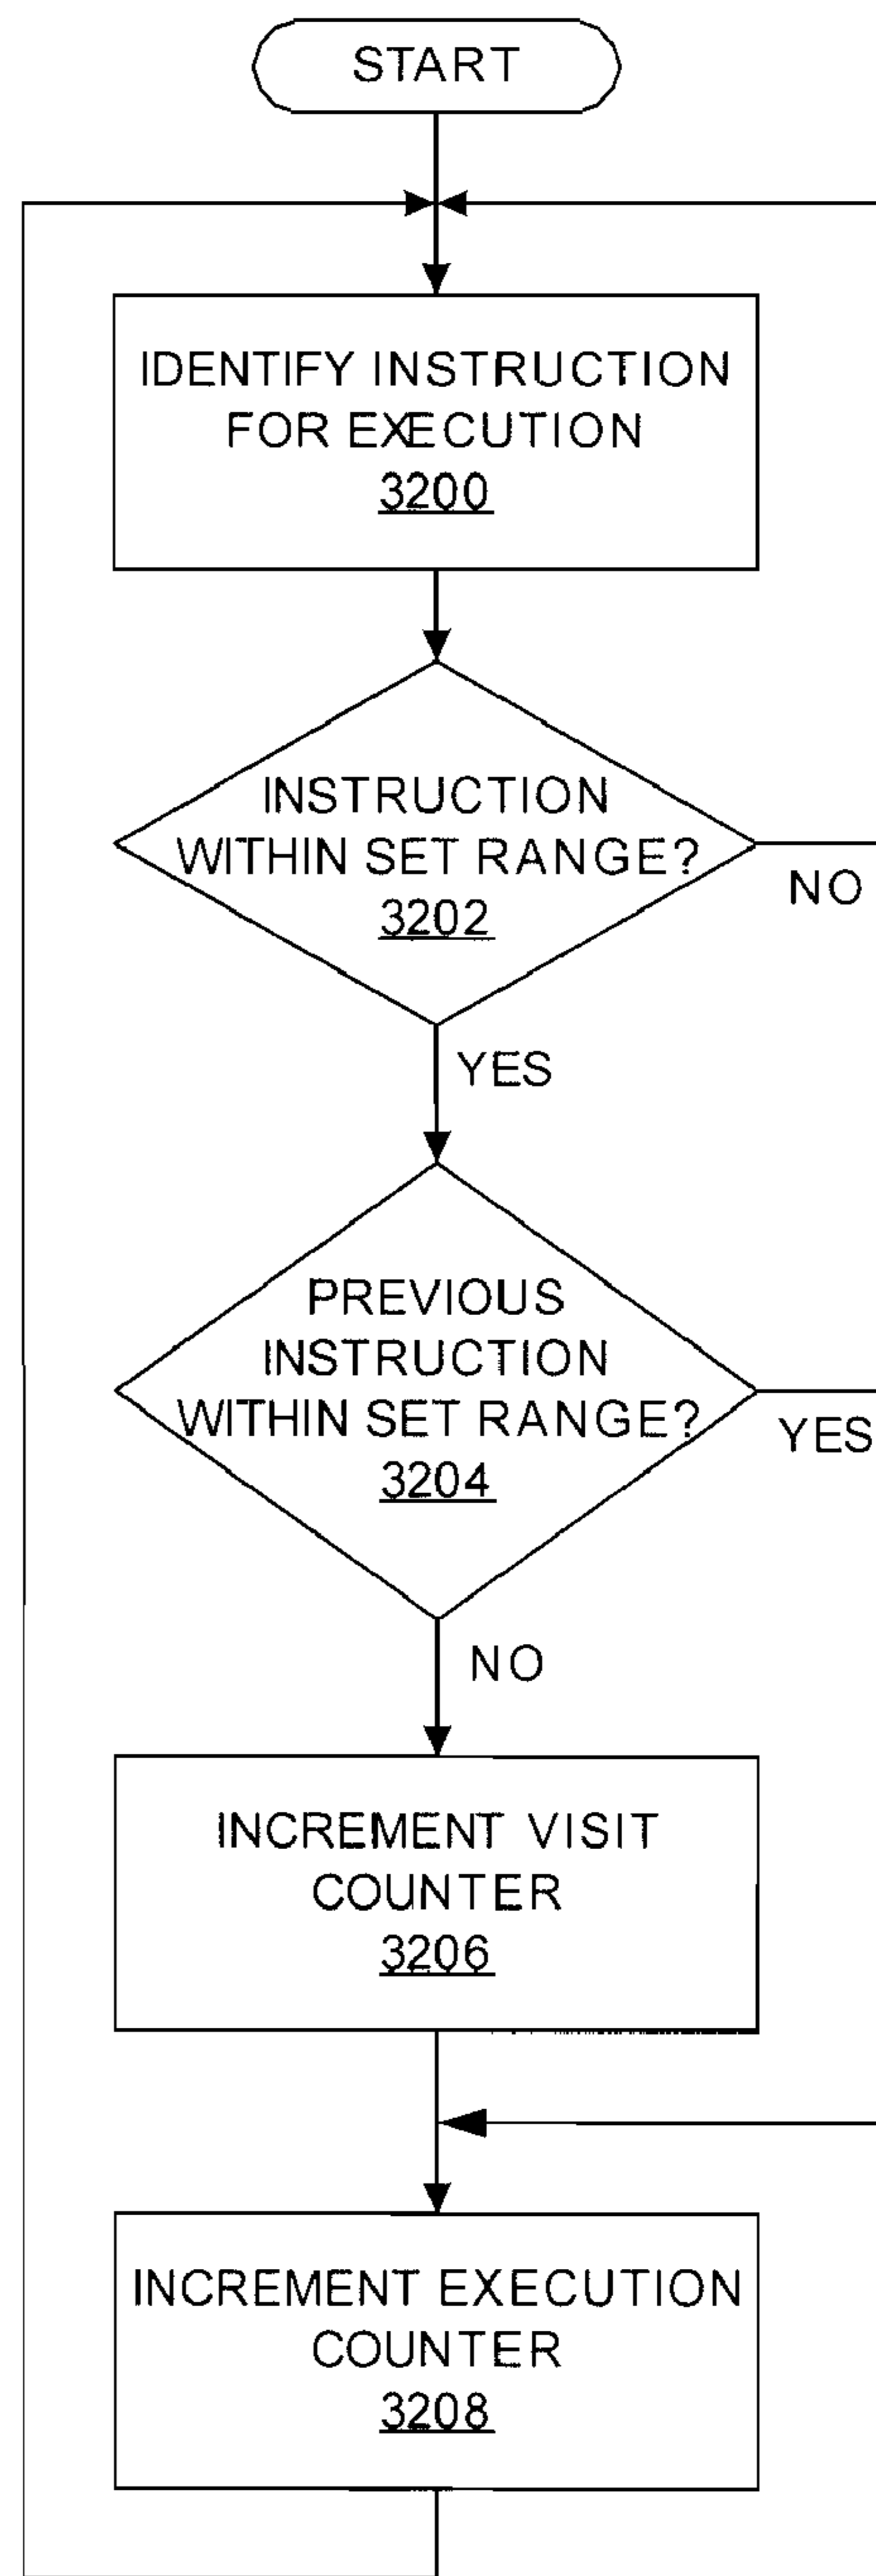 START
IDENTIFY INSTRUCTION
FOR EXECUTION
3200
INSTRUCTION
WITHIN SET RANGE?
3202
NO
YES
PREVIOUS
INSTRUCTION
WITHIN SET RANGE?
3204
YES
NO
INCREMENT VISIT
COUNTER
3206
INCREMENT EXECUTION
COUNTER
3208